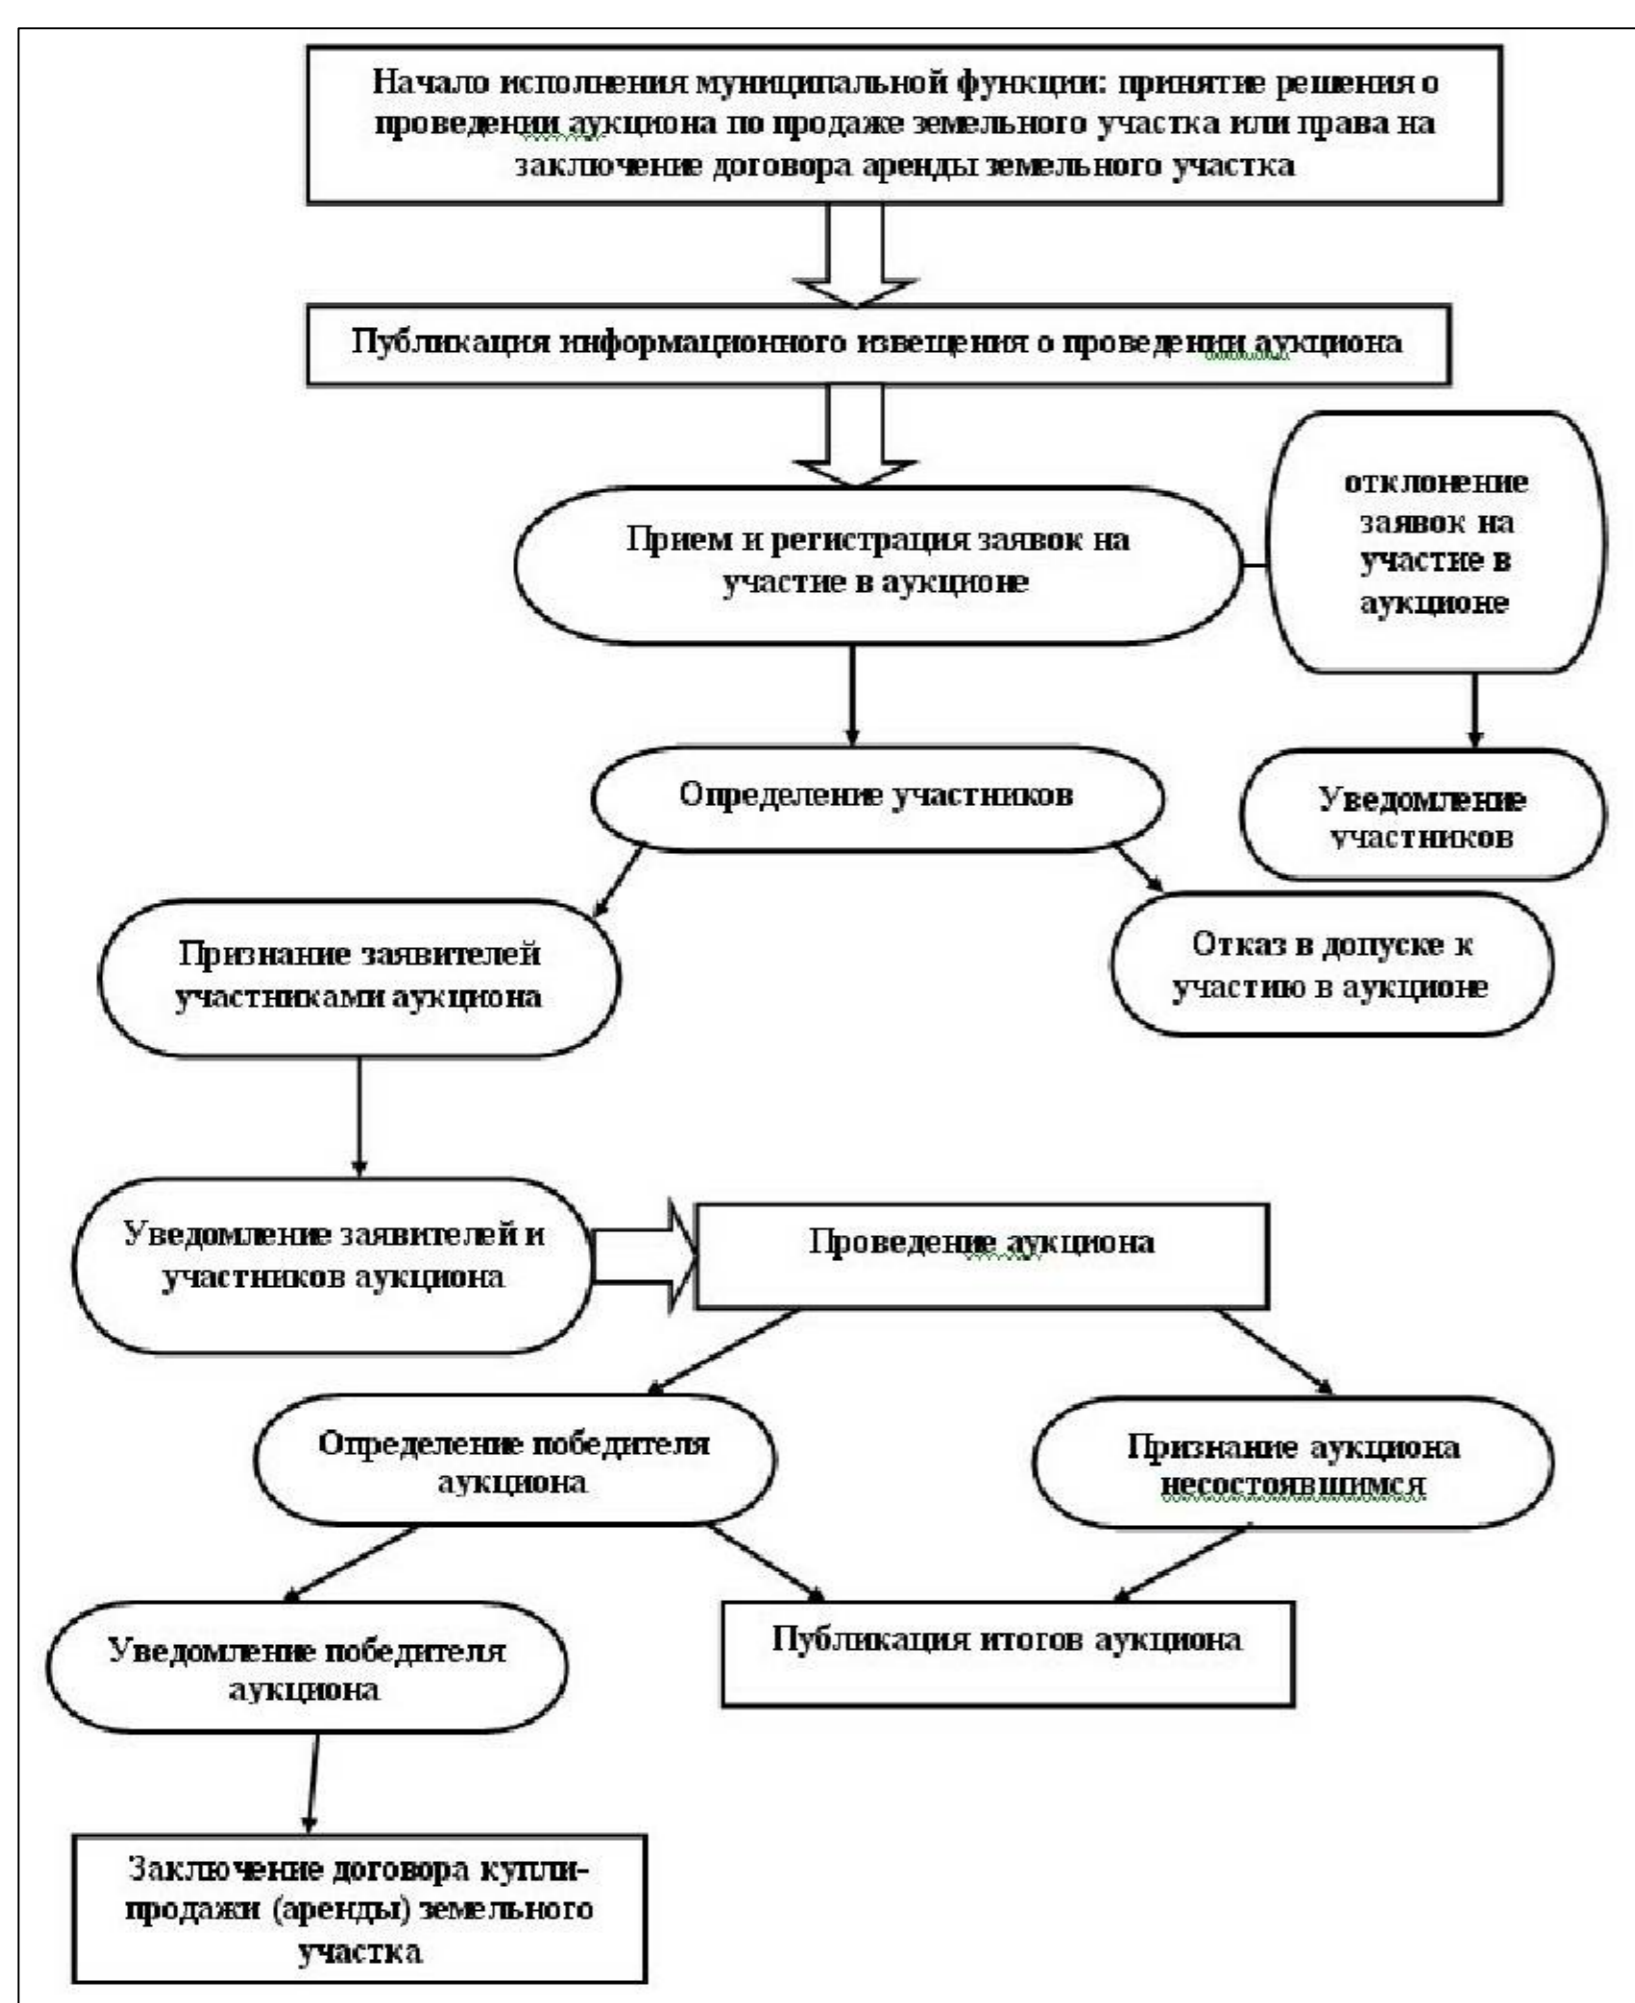 Начало исполнения муниципальной функции: принятие решения о
проведении аукциона по продаже земельного участка или права на
заключение договора аренды земельного участка
Публикация информационного извещения о проведении аукциона
отклонение
заявок на
участие в
аукционе
Прием и регистрация заявок на
участие в аукционе
Определение участников
Уведомление
участников
Признание заявителей
участниками аукциона
Отказ в допуске к
участию в аукционе
Уведомление заявителей и
участников аукциона
Проведение аукциона
Определение победителя
аукциона
Признание аукциона
несостоявшимся
Уведомление победителя
аукциона
Публикация итогов аукциона
Заключение договора купли-
продажи (аренды) земельного
участка